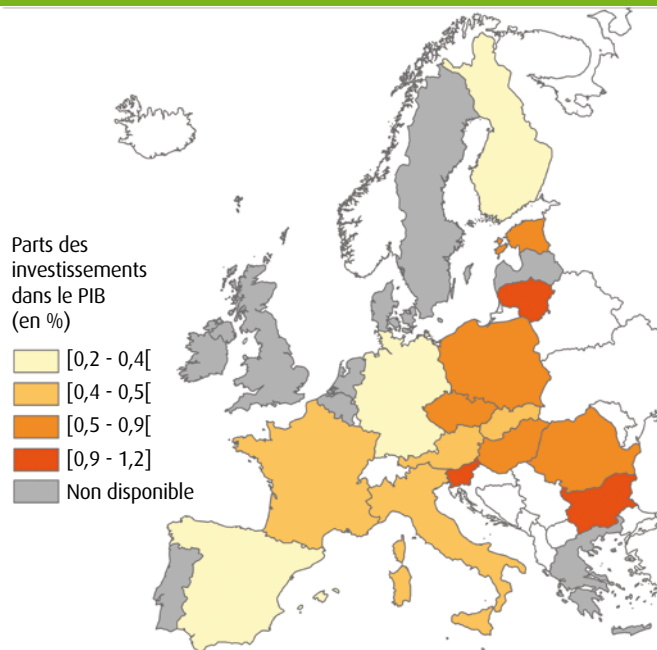 Parts des
investissements
dans le PIB
(en %)
[0,2 - 0,4[
[0,4 - 0,5[
[0,5 - 0,9[
[0,9 - 1,2]
Non disponible